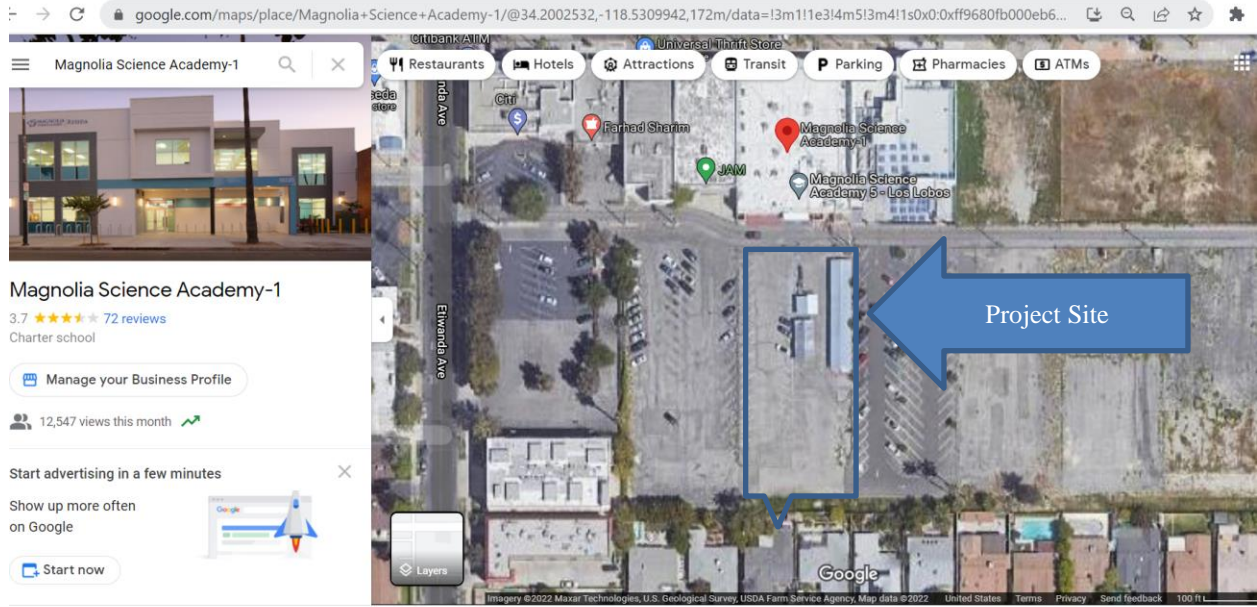 google.com/maps/place/Magnolia+Science+Academy-1/@34.2002532,-118.5309942,172m/data=!3m1!1e3!4m5!3m4!1s0x0:0xff9680fb000eb6...
Magnolia Science Academy-1
Magnolia Science Academy-1
3.7 72 reviews
Charter school
Manage your Business Profile
12,547 views this month
Start advertising in a few minutes
Show up more often
on Google
Google
Start now
Citibank ATM
Universal Thrift Store
Restaurants
Hotels
Attractions
Transit
P Parking
Pharmacies
ATMs
seda
store
nda Ave
Citi
Farhad Sharim
Magnolia Science
Academy-1
JAM
Magnolia Science
Academy 5 - Los Lobos
Project Site
Etiwanda Ave
Layers
Google
Imagery ©2022 Maxar Technologies, U.S. Geological Survey, USDA Farm Service Agency, Map data ©2022 United States Terms Privacy Send feedback 100 ft